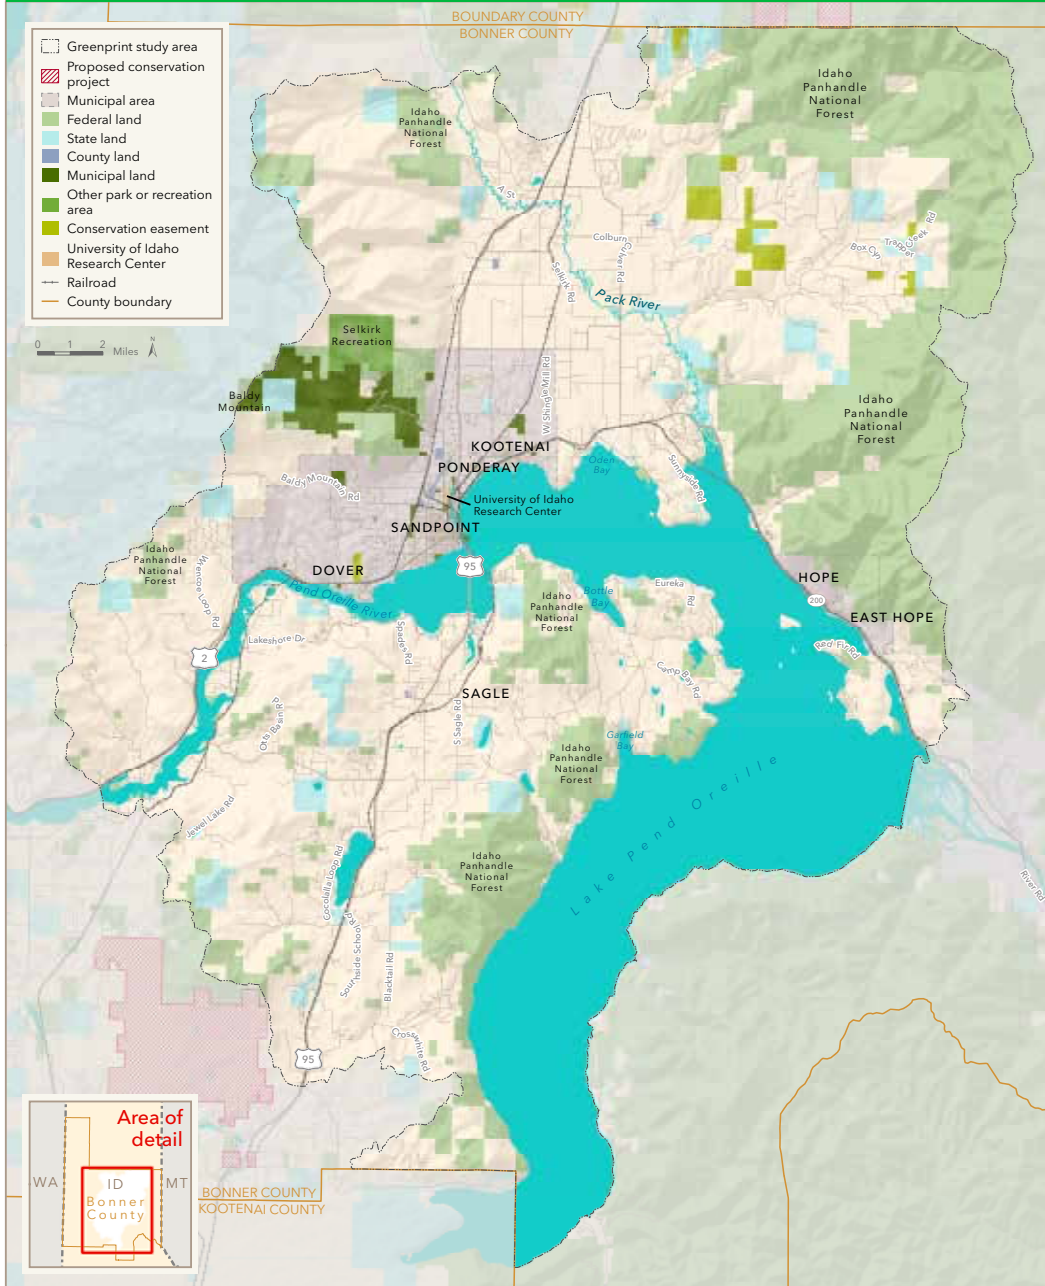 BOUNDARY COUNTY
BONNER COUNTY
Greenprint study area
Proposed conservation
project
Municipal area
Federal land
State land
County land
Municipal land
Other park or recreation
area
Conservation easement
University of Idaho
Research Center
Railroad
County boundary
0 1 2 Miles N
Idaho
Panhandle
National
Forest
Idaho
Panhandle
National
Forest
A St
Colburn
Culver Rd
Selkirk Rd
Box Cyn
Trapper
Creek Rd
Pack River
Selkirk
Recreation
Baldy
Mountain
W Shingle Mill Rd
Idaho
Panhandle
National
Forest
KOOTENAI
PONDERAY
Oden
Bay
Sunnyside Rd
Baldy Mountain Rd
University of Idaho
Research Center
SANDPOINT
DOVER
95
Idaho
Panhandle
National
Forest
Wrencoe Loop Rd
Pend Oreille River
Idaho
Panhandle
National
Forest
Bottle
Bay
Eureka
Rd
HOPE
200
EAST HOPE
Red Fir Rd
Lakeshore Dr
Spades Rd
2
SAGLE
Camp Bay Rd
S Sagle Rd
Otts Basin Rd
Garfield
Bay
Idaho
Panhandle
National
Forest
Lake Pend Oreille
Jewel Lake Rd
Cocolalla Loop Rd
Idaho
Panhandle
National
Forest
River Rd
Southside School Rd
Blacktail Rd
Crosswhite Rd
95
Area of
detail
WA
ID
MT
Bonner
County
BONNER COUNTY
KOOTENAI COUNTY